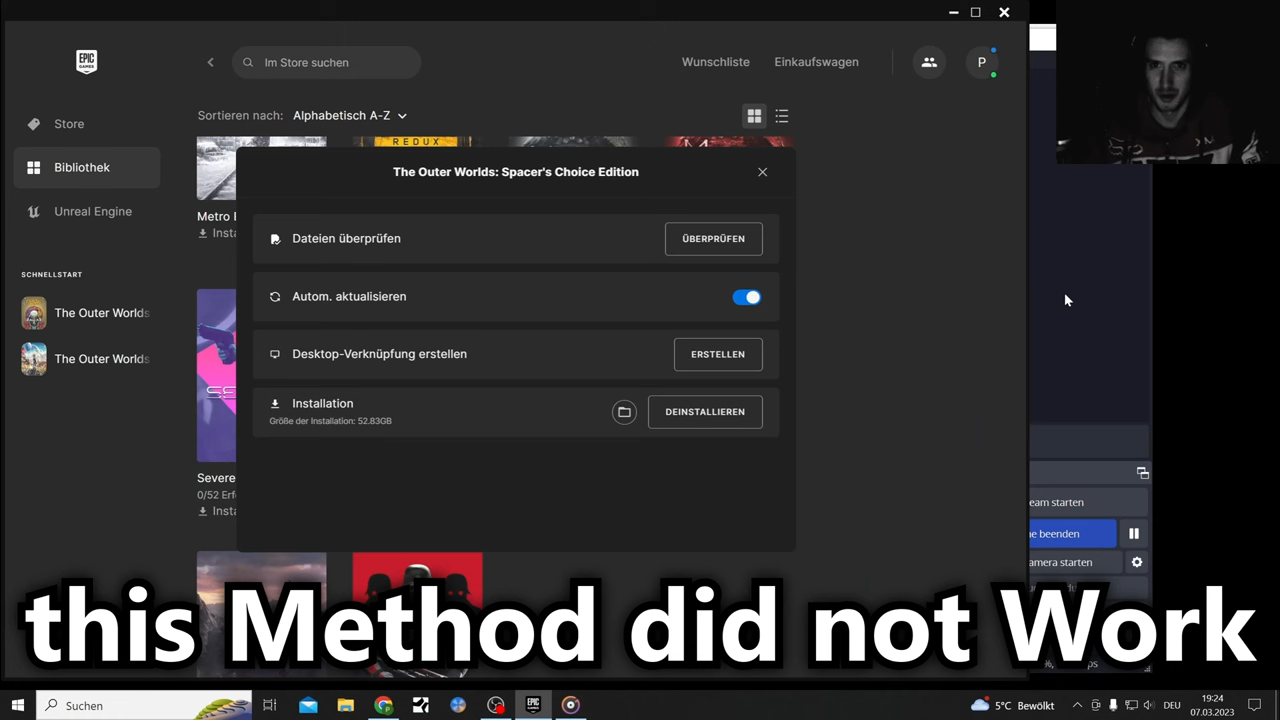 EPIC
GAMES
Im Store suchen
Wunschliste
Einkaufswagen
P
Store
Bibliothek
Unreal Engine
SCHNELLSTART
The Outer Worlds
The Outer Worlds
Sortieren nach: Alphabetisch A-Z
REDUX
Metro
Insta
Severe
0/52 Erf
Insta
The Outer Worlds: Spacer's Choice Edition
Dateien überprüfen
ÜBERPRÜFEN
Autom. aktualisieren
Desktop-Verknüpfung erstellen
ERSTELLEN
Installation
Größe der Installation: 52.83GB
DEINSTALLIEREN
eam starten
e beenden
amera starten
this Method did not Work
Suchen
5°C Bewölkt
DEU
19:24
07.03.2023